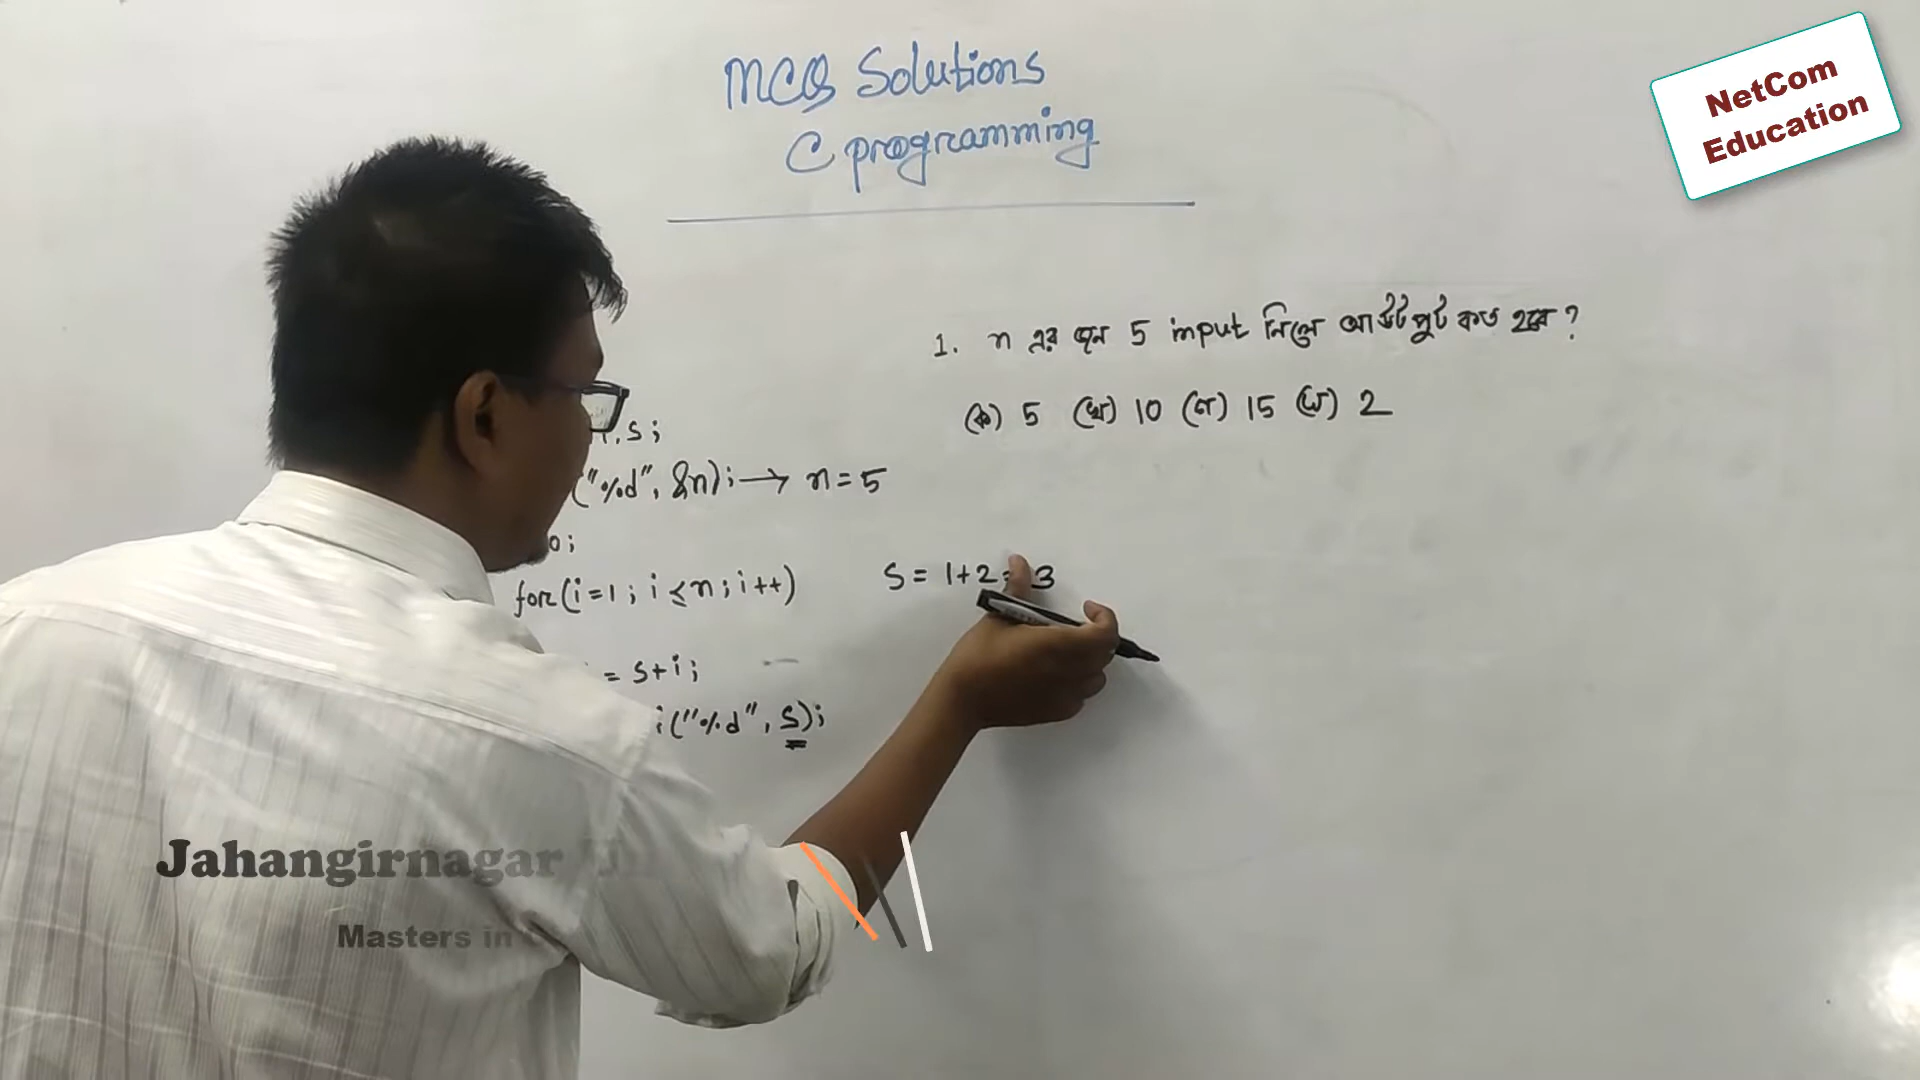 MCQ Solutions
C programming
NetCom
Education
1. n এর জন্য 5 input নিলে আউটপুট কত হবে ?
(ক) 5 (খ) 10 (গ) 15 (ঘ) 2
, s ;
("%d", &n); → n = 5
0;
for(i=1; i≤n; i++)
S = 1+2 = 3
= s+i;
("%d", s);
Jahangirnagar
Masters in